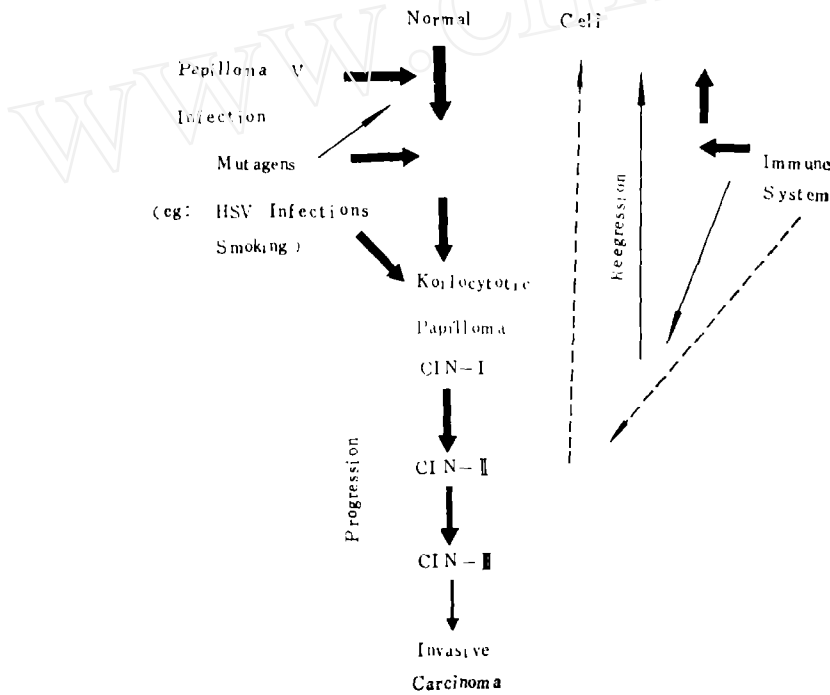 Normal Cell
Papilloma V
Infection
Mutagens
(eg: HSV Infections
Smoking)
Immune
System
Reegression
Koilocytotic
Papilloma
CIN-I
CIN-Ⅱ
Progression
CIN-Ⅲ
Invasive
Carcinoma